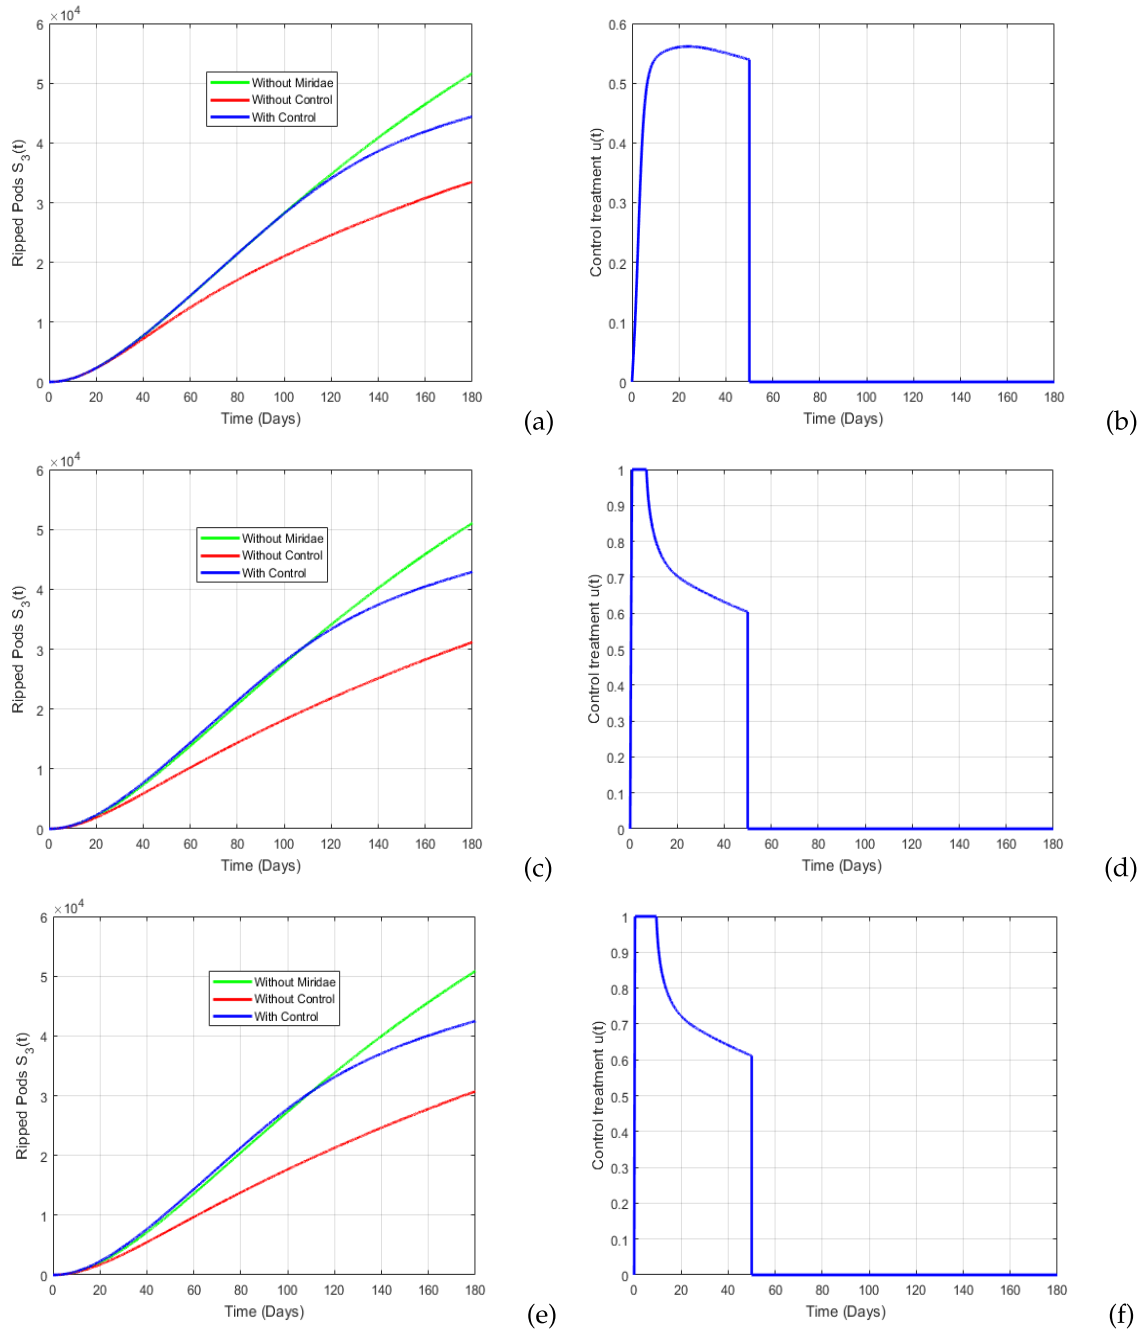 ×10^4
6
5
4
3
2
1
0
Ripped Pods S_3(t)
Without Miridae
Without Control
With Control
0 20 40 60 80 100 120 140 160 180
Time (Days)
(a)
0.6
0.5
0.4
0.3
0.2
0.1
0
Control treatment u(t)
0 20 40 60 80 100 120 140 160 180
Time (Days)
(b)
×10^4
6
5
4
3
2
1
0
Ripped Pods S_3(t)
Without Miridae
Without Control
With Control
0 20 40 60 80 100 120 140 160 180
Time (Days)
(c)
1
0.9
0.8
0.7
0.6
0.5
0.4
0.3
0.2
0.1
0
Control treatment u(t)
0 20 40 60 80 100 120 140 160 180
Time (Days)
(d)
×10^4
6
5
4
3
2
1
0
Ripped Pods S_3(t)
Without Miridae
Without Control
With Control
0 20 40 60 80 100 120 140 160 180
Time (Days)
(e)
1
0.9
0.8
0.7
0.6
0.5
0.4
0.3
0.2
0.1
0
Control treatment u(t)
0 20 40 60 80 100 120 140 160 180
Time (Days)
(f)